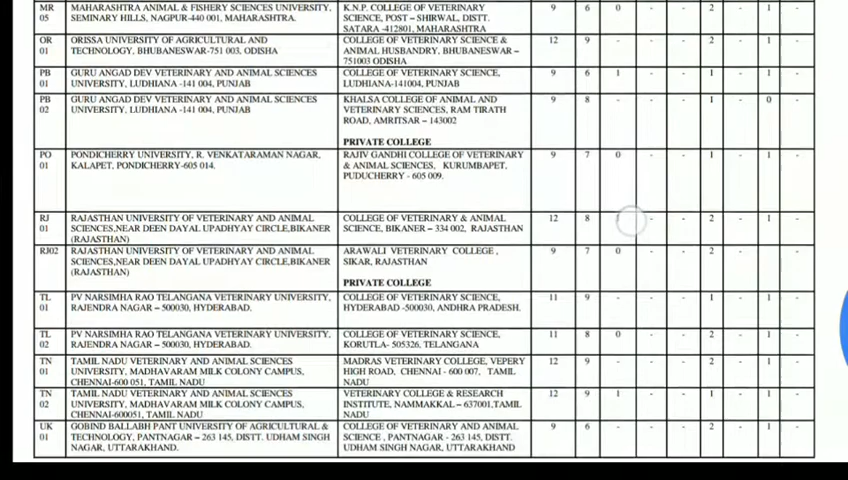 MR 05 MAHARASHTRA ANIMAL & FISHERY SCIENCES UNIVERSITY, SEMINARY HILLS, NAGPUR-440 001, MAHARASHTRA. K.N.P. COLLEGE OF VETERINARY SCIENCE, POST – SHIRWAL, DISTT. SATARA -412801, MAHARASHTRA 9 6 0 - - 2 1 -
OR 01 ORISSA UNIVERSITY OF AGRICULTURAL AND TECHNOLOGY, BHUBANESWAR-751 003, ODISHA COLLEGE OF VETERINARY SCIENCE & ANIMAL HUSBANDRY, BHUBANESWAR – 751003 ODISHA 12 9 - - - 2 1 -
PB 01 GURU ANGAD DEV VETERINARY AND ANIMAL SCIENCES UNIVERSITY, LUDHIANA -141 004, PUNJAB COLLEGE OF VETERINARY SCIENCE, LUDHIANA-141004, PUNJAB 9 6 1 - - 1 1 -
PB 02 GURU ANGAD DEV VETERINARY AND ANIMAL SCIENCES UNIVERSITY, LUDHIANA -141 004, PUNJAB KHALSA COLLEGE OF ANIMAL AND VETERINARY SCIENCES, RAM TIRATH ROAD, AMRITSAR – 143002 PRIVATE COLLEGE 9 8 - - - 1 0 -
PO 01 PONDICHERRY UNIVERSITY, R. VENKATARAMAN NAGAR, KALAPET, PONDICHERRY-605 014. RAJIV GANDHI COLLEGE OF VETERINARY & ANIMAL SCIENCES, KURUMBAPET, PUDUCHERRY - 605 009. 9 7 0 - - 1 1 -
RJ 01 RAJASTHAN UNIVERSITY OF VETERINARY AND ANIMAL SCIENCES,NEAR DEEN DAYAL UPADHYAY CIRCLE,BIKANER (RAJASTHAN) COLLEGE OF VETERINARY & ANIMAL SCIENCE, BIKANER – 334 002, RAJASTHAN 12 8 - - 2 1 -
RJ02 RAJASTHAN UNIVERSITY OF VETERINARY AND ANIMAL SCIENCES,NEAR DEEN DAYAL UPADHYAY CIRCLE,BIKANER (RAJASTHAN) ARAWALI VETERINARY COLLEGE , SIKAR, RAJASTHAN PRIVATE COLLEGE 9 7 0 - - 2 - -
TL 01 PV NARSIMHA RAO TELANGANA VETERINARY UNIVERSITY, RAJENDRA NAGAR – 500030, HYDERABAD. COLLEGE OF VETERINARY SCIENCE, HYDERABAD -500030, ANDHRA PRADESH. 11 9 - - - 1 1 -
TL 02 PV NARSIMHA RAO TELANGANA VETERINARY UNIVERSITY, RAJENDRA NAGAR – 500030, HYDERABAD. COLLEGE OF VETERINARY SCIENCE, KORUTLA- 505326, TELANGANA 11 8 0 - - 2 1 -
TN 01 TAMIL NADU VETERINARY AND ANIMAL SCIENCES UNIVERSITY, MADHAVARAM MILK COLONY CAMPUS, CHENNAI-600 051, TAMIL NADU MADRAS VETERINARY COLLEGE, VEPERY HIGH ROAD, CHENNAI - 600 007, TAMIL NADU 12 9 - - - 2 1 -
TN 02 TAMIL NADU VETERINARY AND ANIMAL SCIENCES UNIVERSITY, MADHAVARAM MILK COLONY CAMPUS, CHENNAI-600051, TAMIL NADU VETERINARY COLLEGE & RESEARCH INSTITUTE, NAMMAKKAL – 637001,TAMIL NADU 12 9 1 - - 1 1 -
UK 01 GOBIND BALLABH PANT UNIVERSITY OF AGRICULTURAL & TECHNOLOGY, PANTNAGAR – 263 145, DISTT. UDHAM SINGH NAGAR, UTTARAKHAND. COLLEGE OF VETERINARY AND ANIMAL SCIENCE , PANTNAGAR - 263 145, DISTT. UDHAM SINGH NAGAR, UTTARAKHAND 9 6 - - - 2 1 -